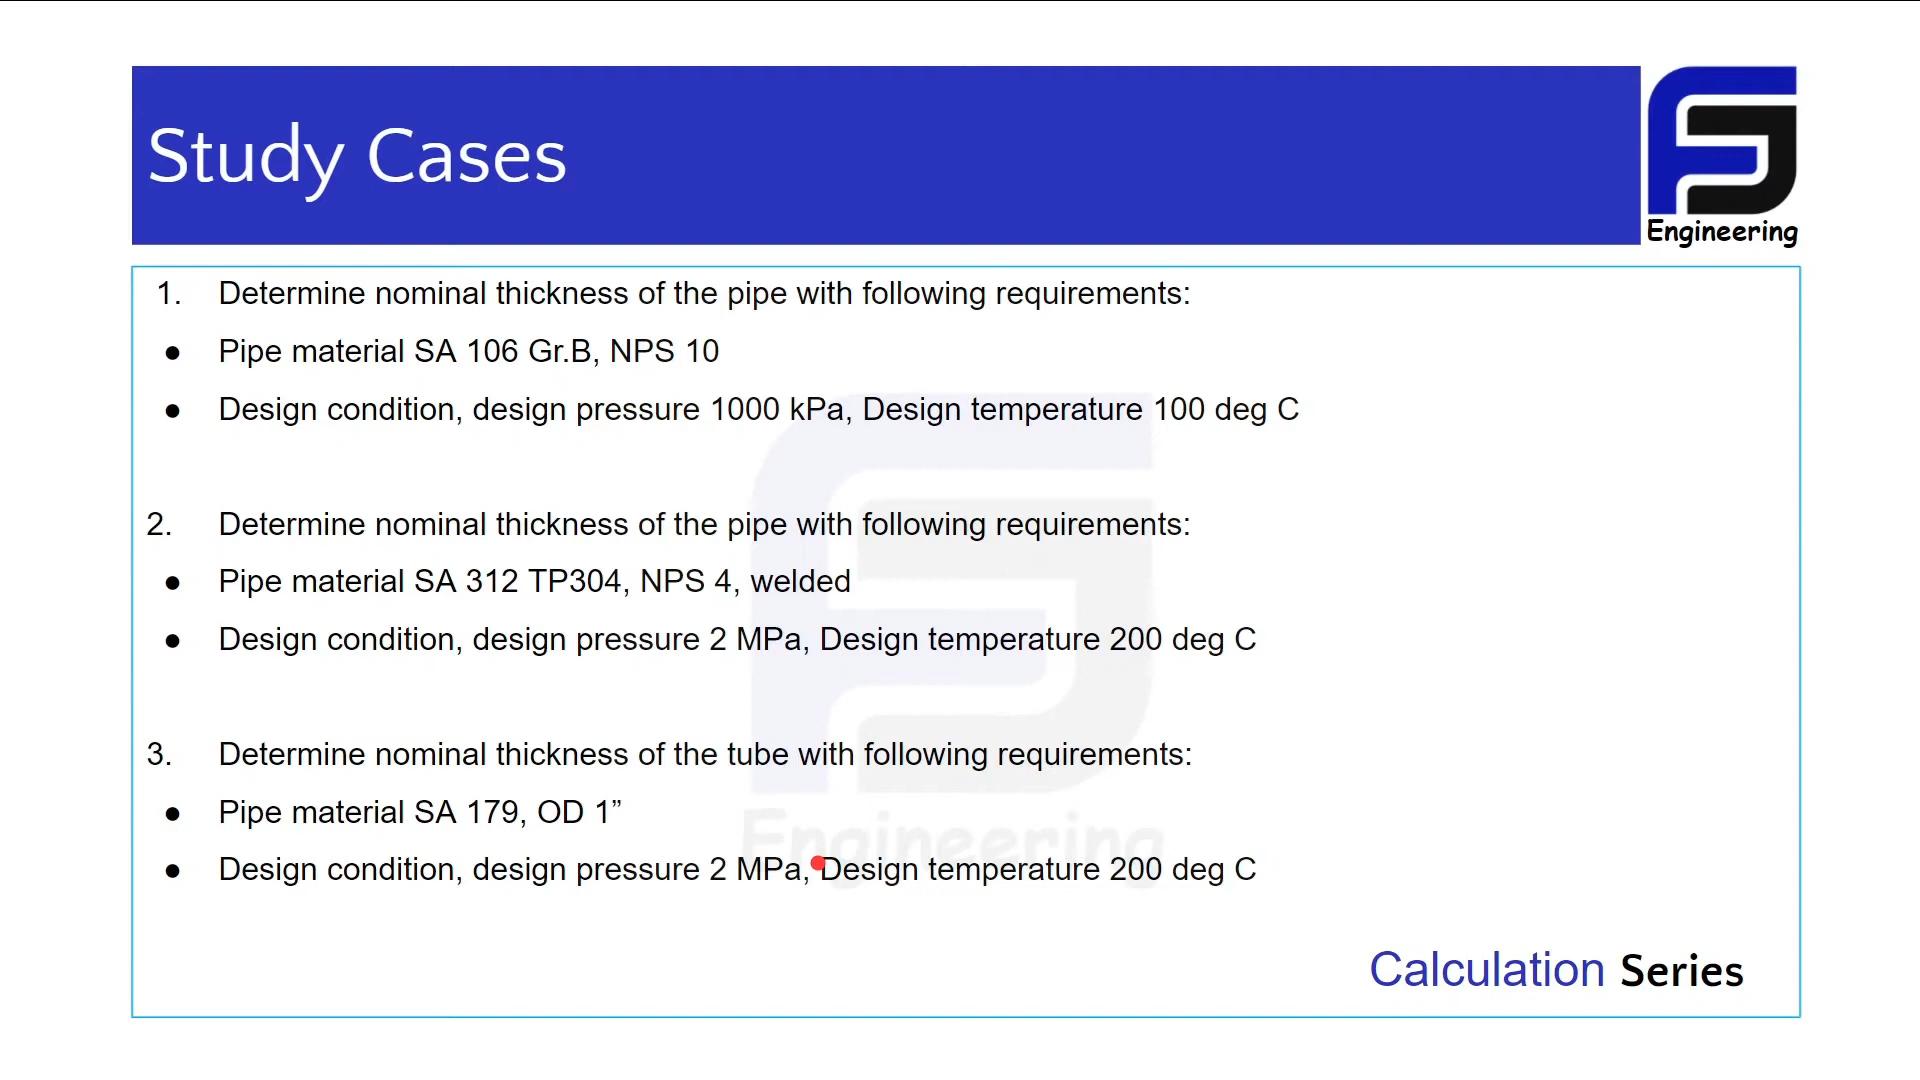 Study Cases
Engineering
1. Determine nominal thickness of the pipe with following requirements:
● Pipe material SA 106 Gr.B, NPS 10
● Design condition, design pressure 1000 kPa, Design temperature 100 deg C
2. Determine nominal thickness of the pipe with following requirements:
● Pipe material SA 312 TP304, NPS 4, welded
● Design condition, design pressure 2 MPa, Design temperature 200 deg C
3. Determine nominal thickness of the tube with following requirements:
● Pipe material SA 179, OD 1”
Engineering
● Design condition, design pressure 2 MPa, Design temperature 200 deg C
Calculation Series